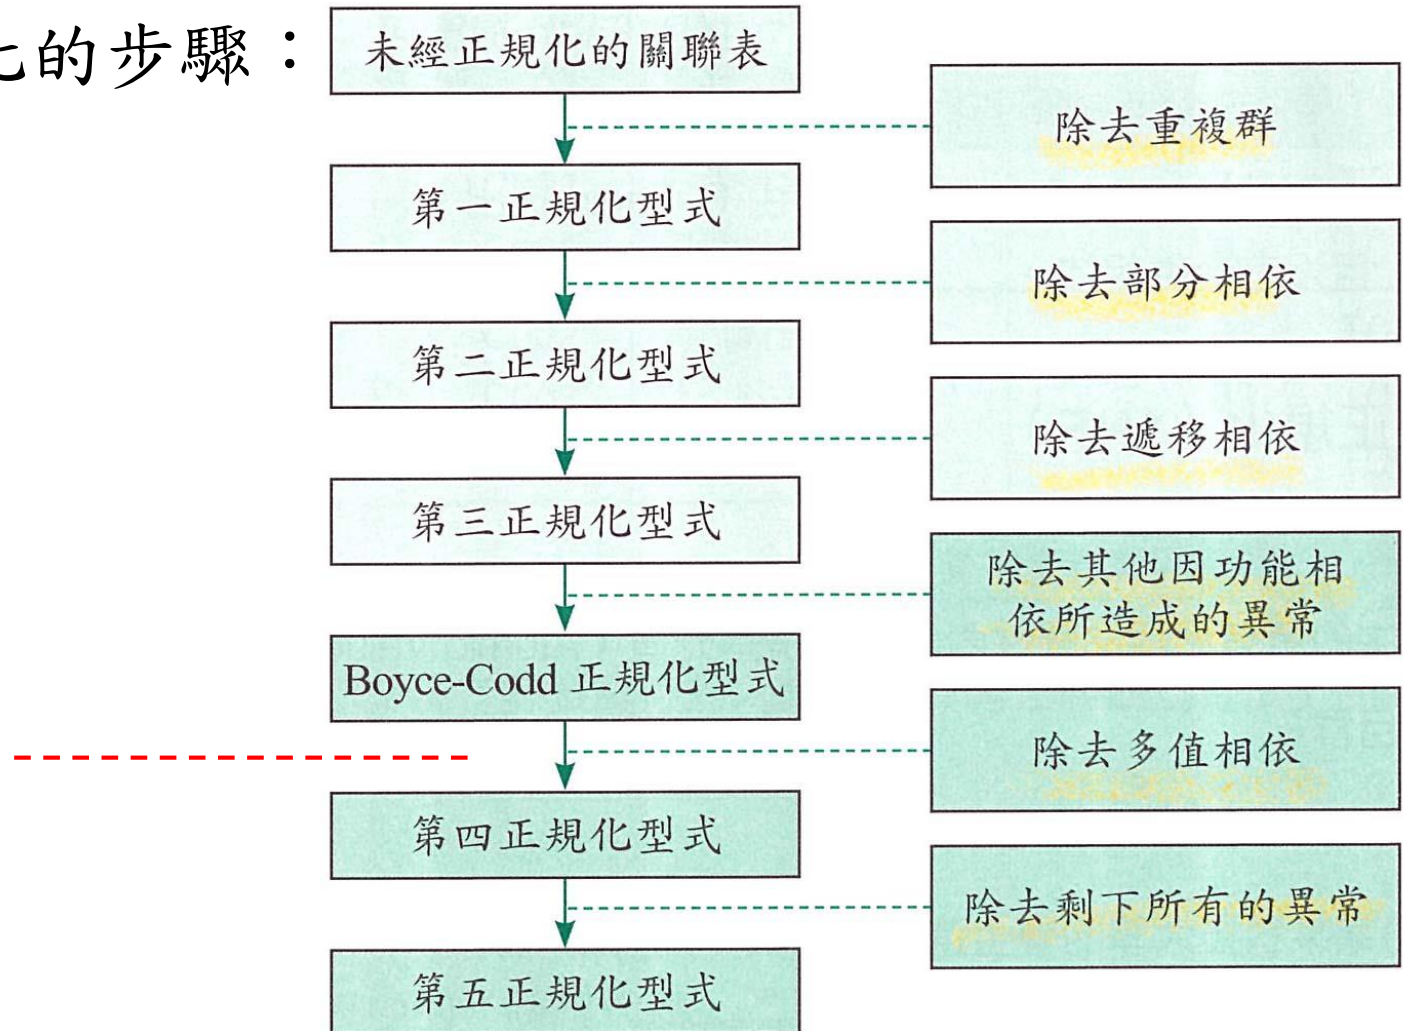 化的步驟：
未經正規化的關聯表
除去重複群
第一正規化型式
除去部分相依
第二正規化型式
除去遞移相依
第三正規化型式
除去其他因功能相
依所造成的異常
Boyce-Codd 正規化型式
除去多值相依
第四正規化型式
除去剩下所有的異常
第五正規化型式